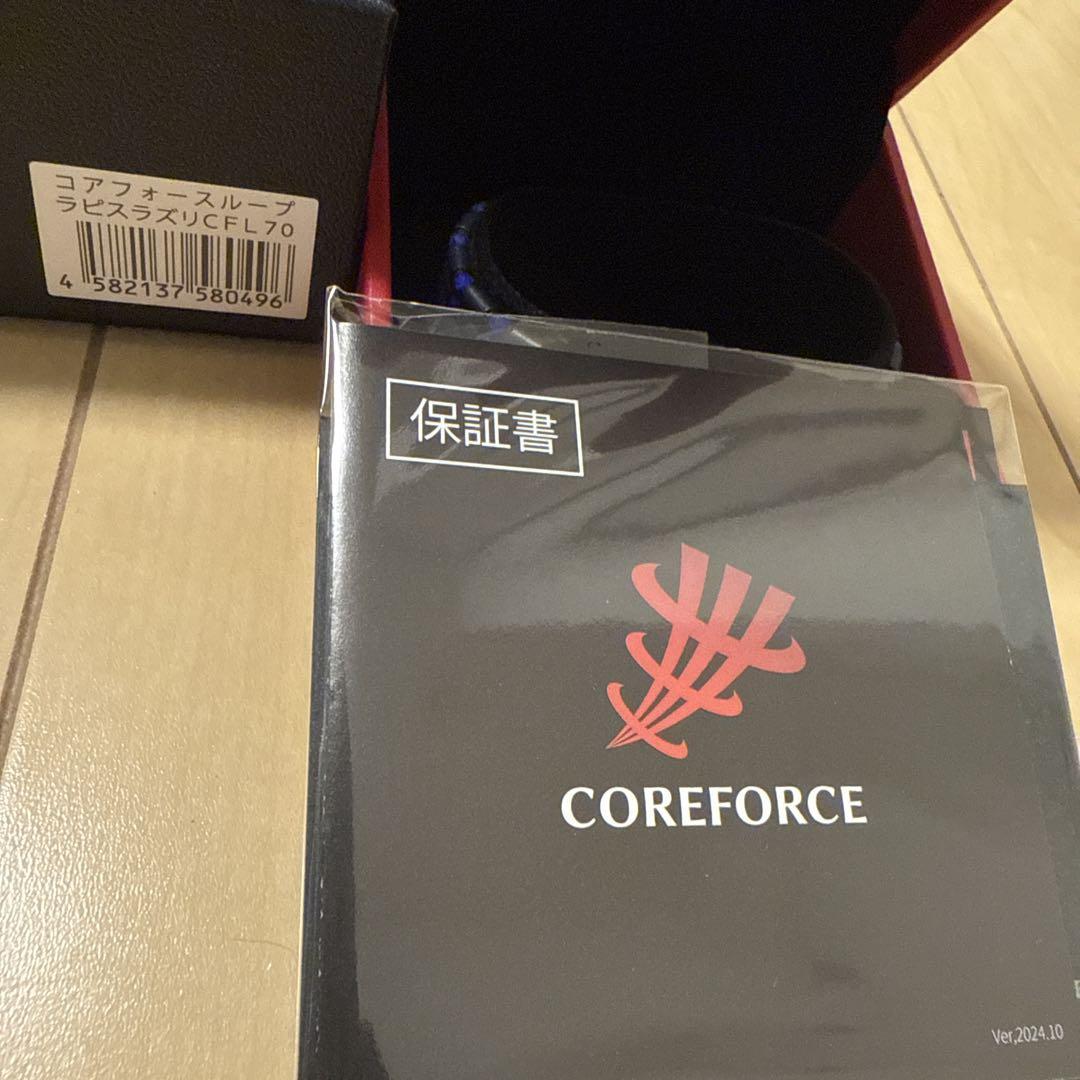 コアフォースループ
ラピスラズリCFL70
4 582137 580496
保証書
COREFORCE
Ver,2024.10